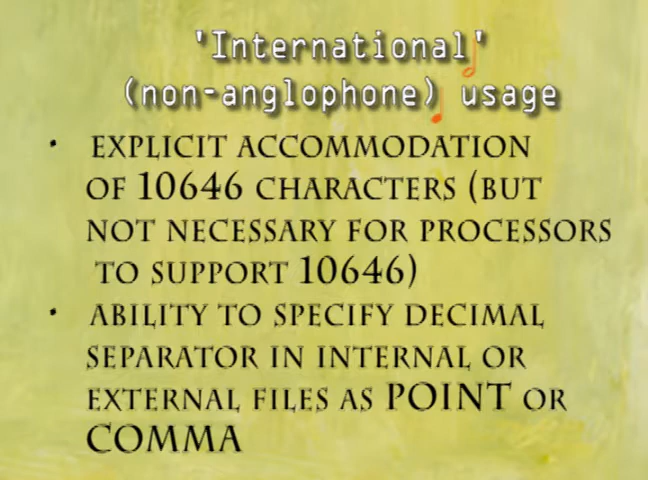 'International'
(non-anglophone) usage
• EXPLICIT ACCOMMODATION
OF 10646 CHARACTERS (BUT
NOT NECESSARY FOR PROCESSORS
TO SUPPORT 10646)
• ABILITY TO SPECIFY DECIMAL
SEPARATOR IN INTERNAL OR
EXTERNAL FILES AS POINT OR
COMMA